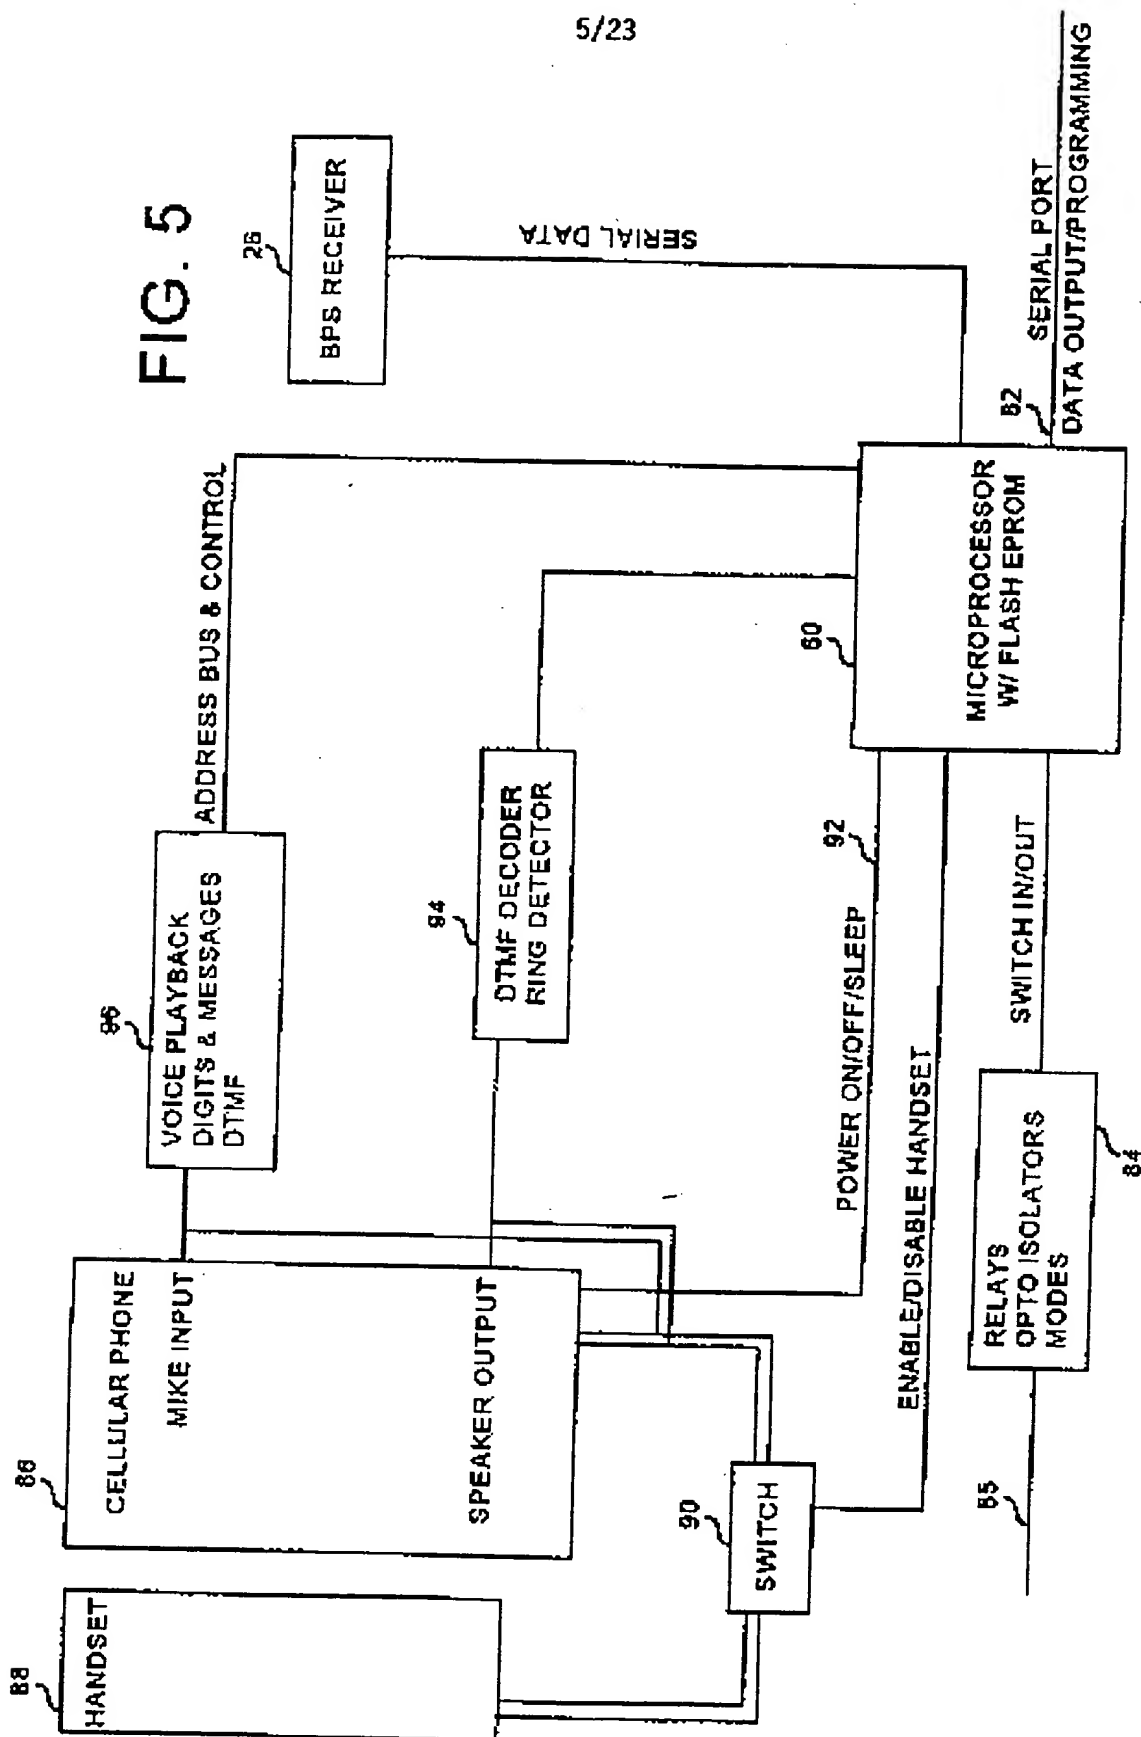 5/23
FIG. 5
88
HANDSET
86
CELLULAR PHONE
MIKE INPUT
SPEAKER OUTPUT
96
VOICE PLAYBACK
DIGITS & MESSAGES
DTMF
ADDRESS BUS & CONTROL
26
BPS RECEIVER
SERIAL DATA
94
DTMF DECODER
RING DETECTOR
90
SWITCH
POWER ON/OFF/SLEEP
92
ENABLE/DISABLE HANDSET
60
MICROPROCESSOR
W/ FLASH EPROM
82
SERIAL PORT
DATA OUTPUT/PROGRAMMING
85
RELAYS
OPTO ISOLATORS
MODES
84
SWITCH IN/OUT